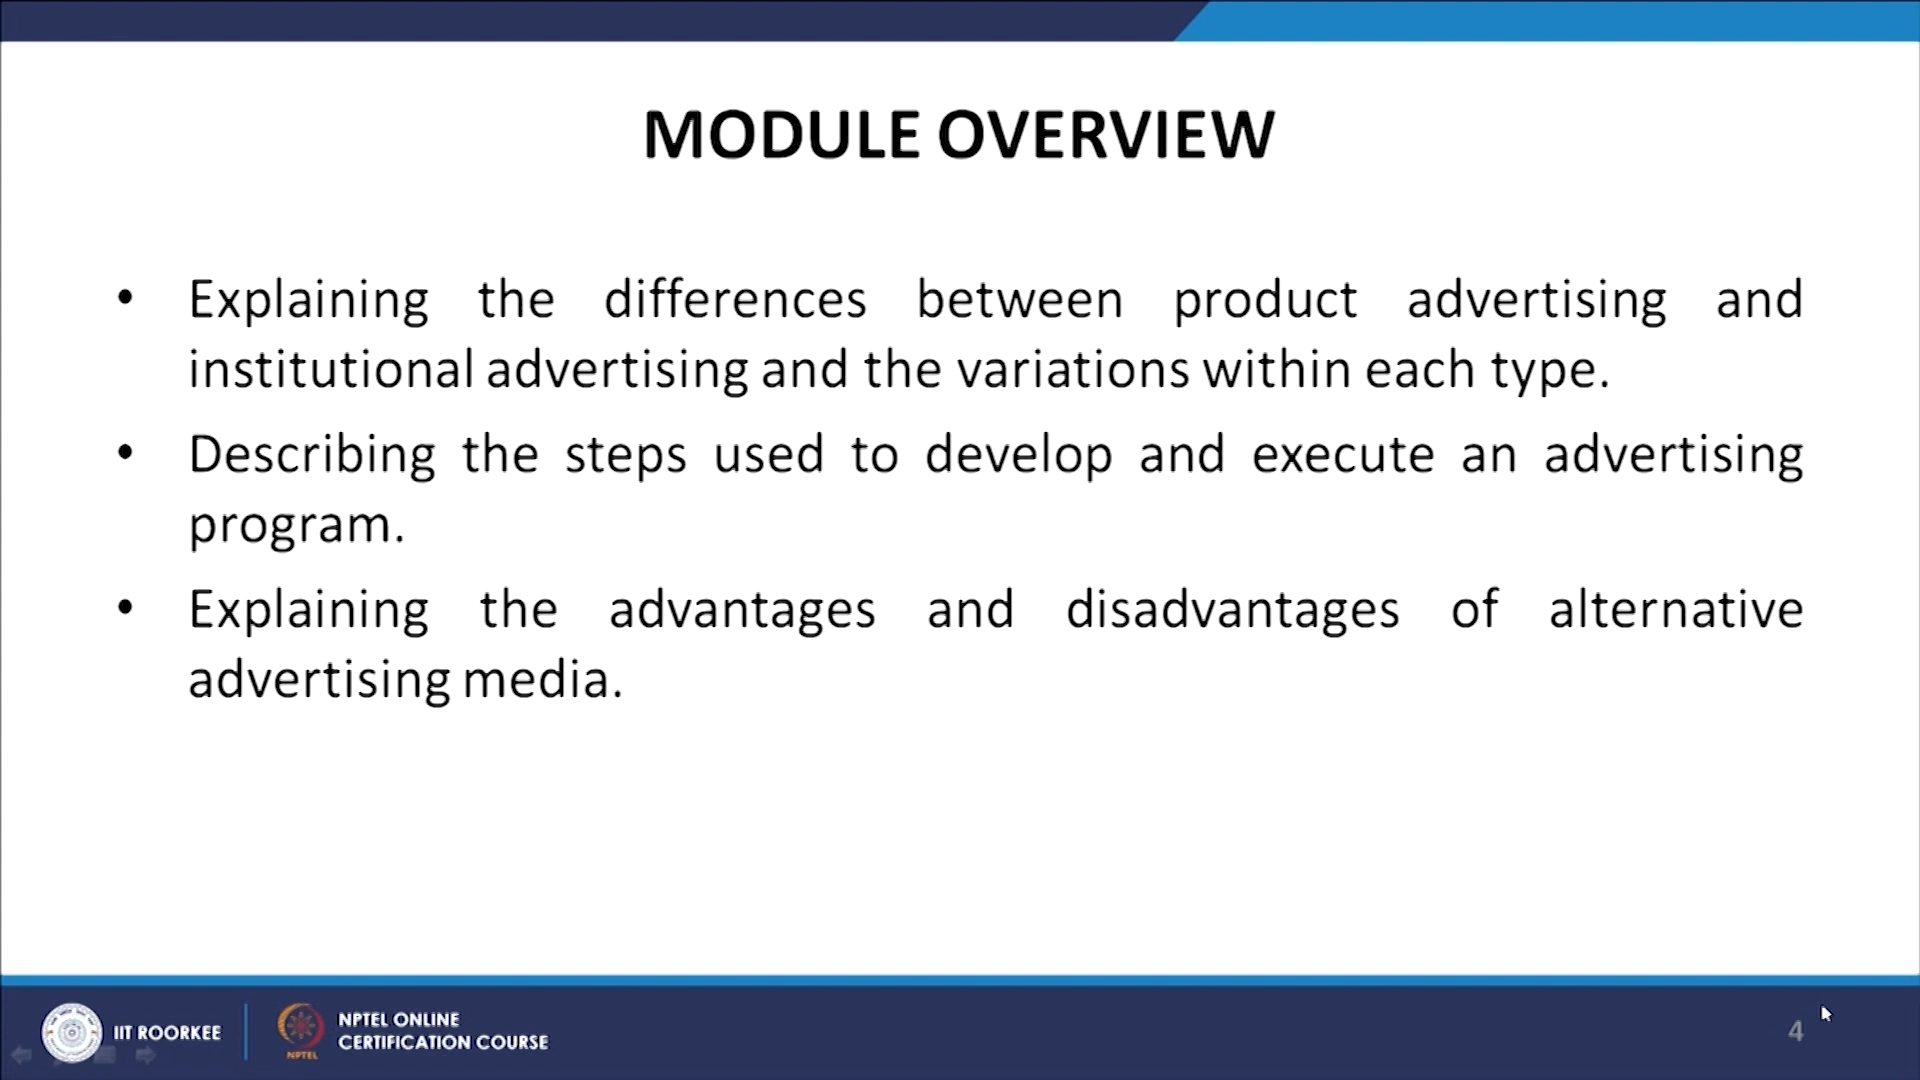 MODULE OVERVIEW
• Explaining the differences between product advertising and
institutional advertising and the variations within each type.
• Describing the steps used to develop and execute an advertising
program.
• Explaining the advantages and disadvantages of alternative
advertising media.
IIT ROORKEE
NPTEL
NPTEL ONLINE
CERTIFICATION COURSE
4